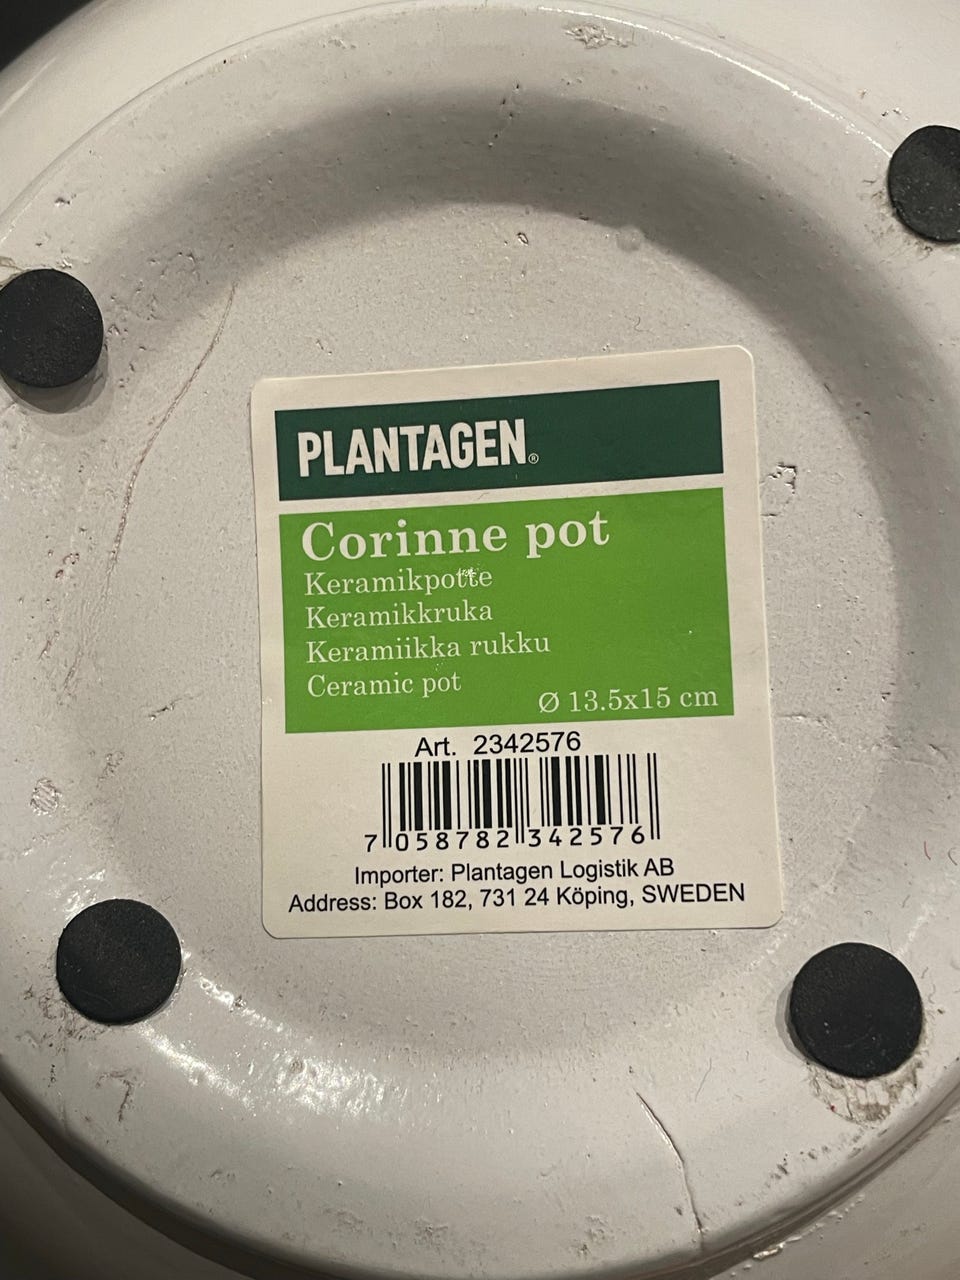 PLANTAGEN®
Corinne pot
Keramikpotte
Keramikkruka
Keramiikka rukku
Ceramic pot
Ø 13.5x15 cm
Art. 2342576
7 058782 342576
Importer: Plantagen Logistik AB
Address: Box 182, 731 24 Köping, SWEDEN